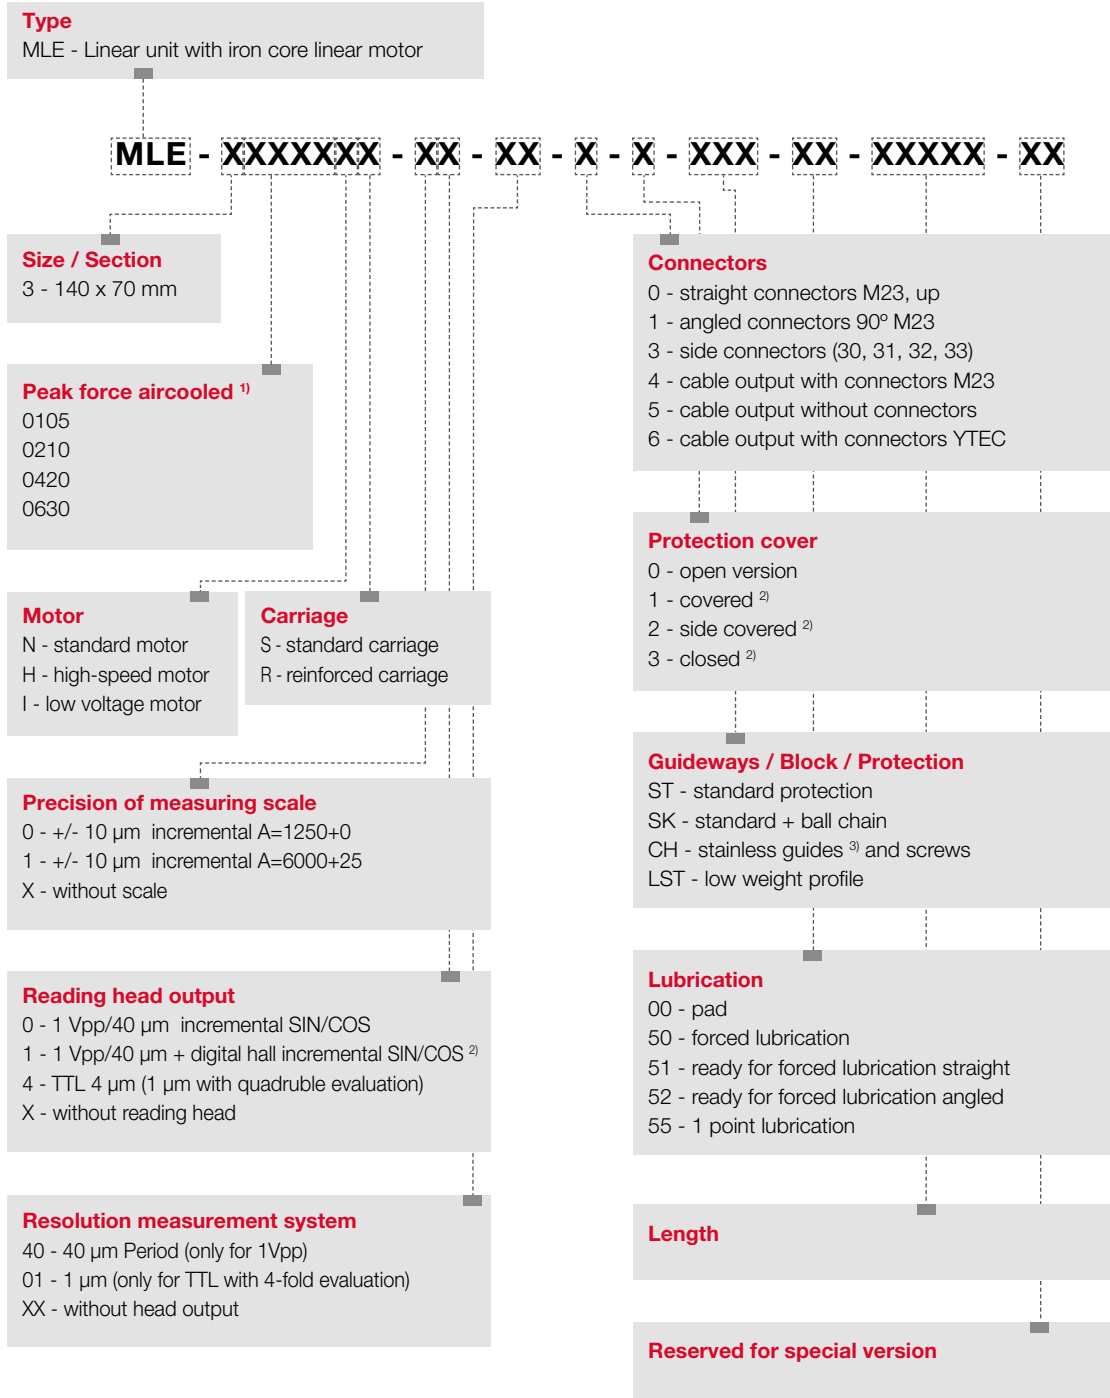 Type
MLE - Linear unit with iron core linear motor
MLE - XXXXXXX - XX - XX - X - X - XXX - XX - XXXXX - XX
Size / Section
3 - 140 x 70 mm
Peak force aircooled 1)
0105
0210
0420
0630
Motor
N - standard motor
H - high-speed motor
I - low voltage motor
Carriage
S - standard carriage
R - reinforced carriage
Precision of measuring scale
0 - +/- 10 µm incremental A=1250+0
1 - +/- 10 µm incremental A=6000+25
X - without scale
Reading head output
0 - 1 Vpp/40 µm incremental SIN/COS
1 - 1 Vpp/40 µm + digital hall incremental SIN/COS 2)
4 - TTL 4 µm (1 µm with quadruble evaluation)
X - without reading head
Resolution measurement system
40 - 40 µm Period (only for 1Vpp)
01 - 1 µm (only for TTL with 4-fold evaluation)
XX - without head output
Connectors
0 - straight connectors M23, up
1 - angled connectors 90º M23
3 - side connectors (30, 31, 32, 33)
4 - cable output with connectors M23
5 - cable output without connectors
6 - cable output with connectors YTEC
Protection cover
0 - open version
1 - covered 2)
2 - side covered 2)
3 - closed 2)
Guideways / Block / Protection
ST - standard protection
SK - standard + ball chain
CH - stainless guides 3) and screws
LST - low weight profile
Lubrication
00 - pad
50 - forced lubrication
51 - ready for forced lubrication straight
52 - ready for forced lubrication angled
55 - 1 point lubrication
Length
Reserved for special version